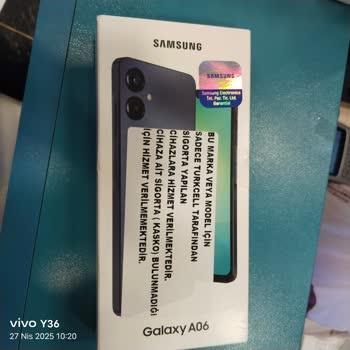 SAMSUNG
SAMSUNG
Samsung Electronics
Tel. Paz. Tic. Ltd.
Garantisi
BU MARKA VEYA MODEL İÇİN
SADECE TURKCELL TARAFINDAN
SİGORTA YAPILAN
CİHAZLARA HİZMET VERİLMEKTEDİR.
CİHAZA AİT SİGORTA ( KASKO) BULUNMADIĞI
İÇİN HİZMET VERİLMEMEKTEDİR.
Galaxy A06
vivo Y36
27 Nis 2025 10:20